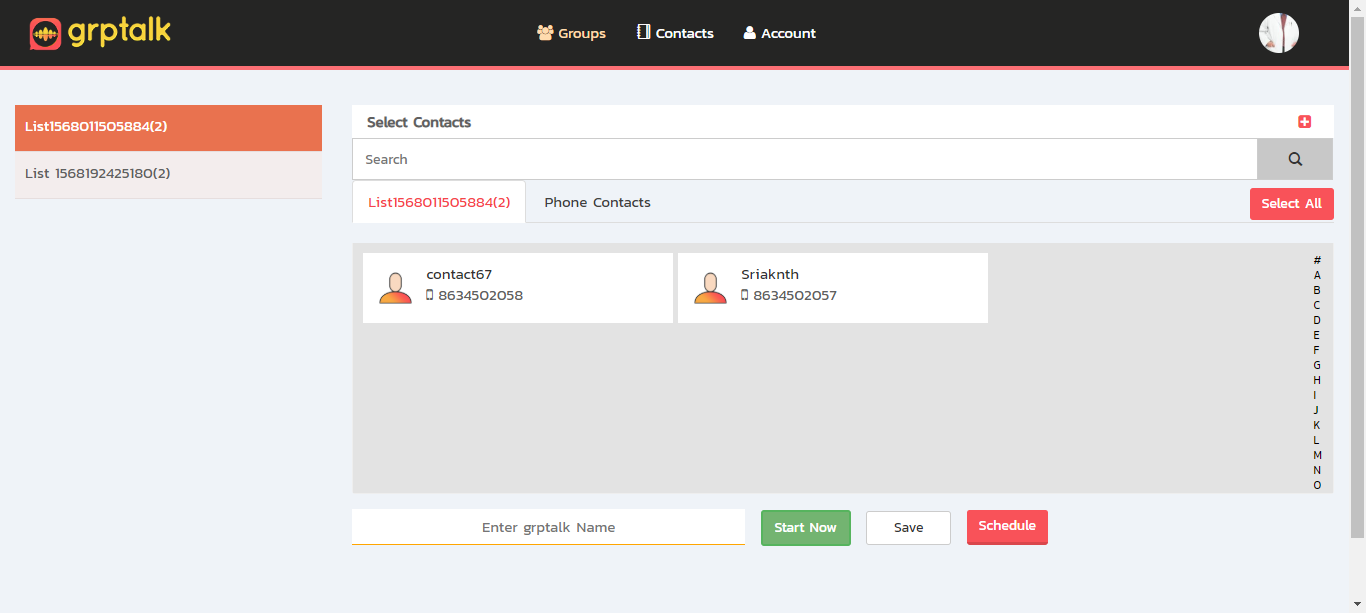 grptalk
Groups Contacts Account
List1568011505884(2)
List 1568192425180(2)
Select Contacts
Search
List1568011505884(2) Phone Contacts Select All
contact67
8634502058
Sriaknth
8634502057
#
A
B
C
D
E
F
G
H
I
J
K
L
M
N
O
Enter grptalk Name Start Now Save Schedule